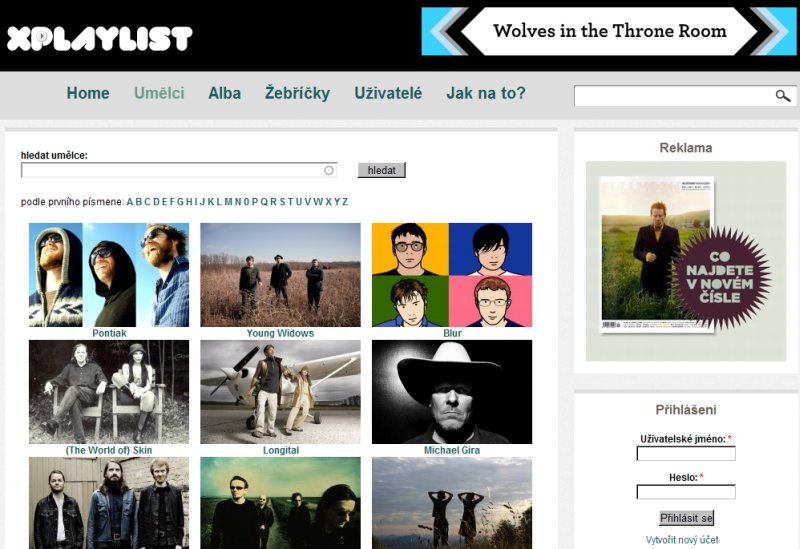 XPLAYLIST
Wolves in the Throne Room
Home Umělci Alba Žebříčky Uživatelé Jak na to?
hledat umělce:
hledat
podle prvního písmene: A B C D E F G H I J K L M N O P Q R S T U V W X Y Z
Pontiak Young Widows Blur
(The World of) Skin Longital Michael Gira
Reklama
FULLMOON
CO
NAJDETE
V NOVÉM
ČÍSLE
Přihlášení
Uživatelské jméno: *
Heslo: *
Přihlásit se
Vytvořit nový účet